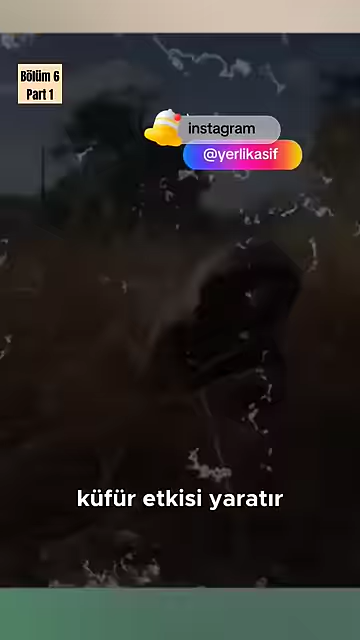 Bölüm 6
Part 1
instagram
@yerlikasif
küfür etkisi yaratır